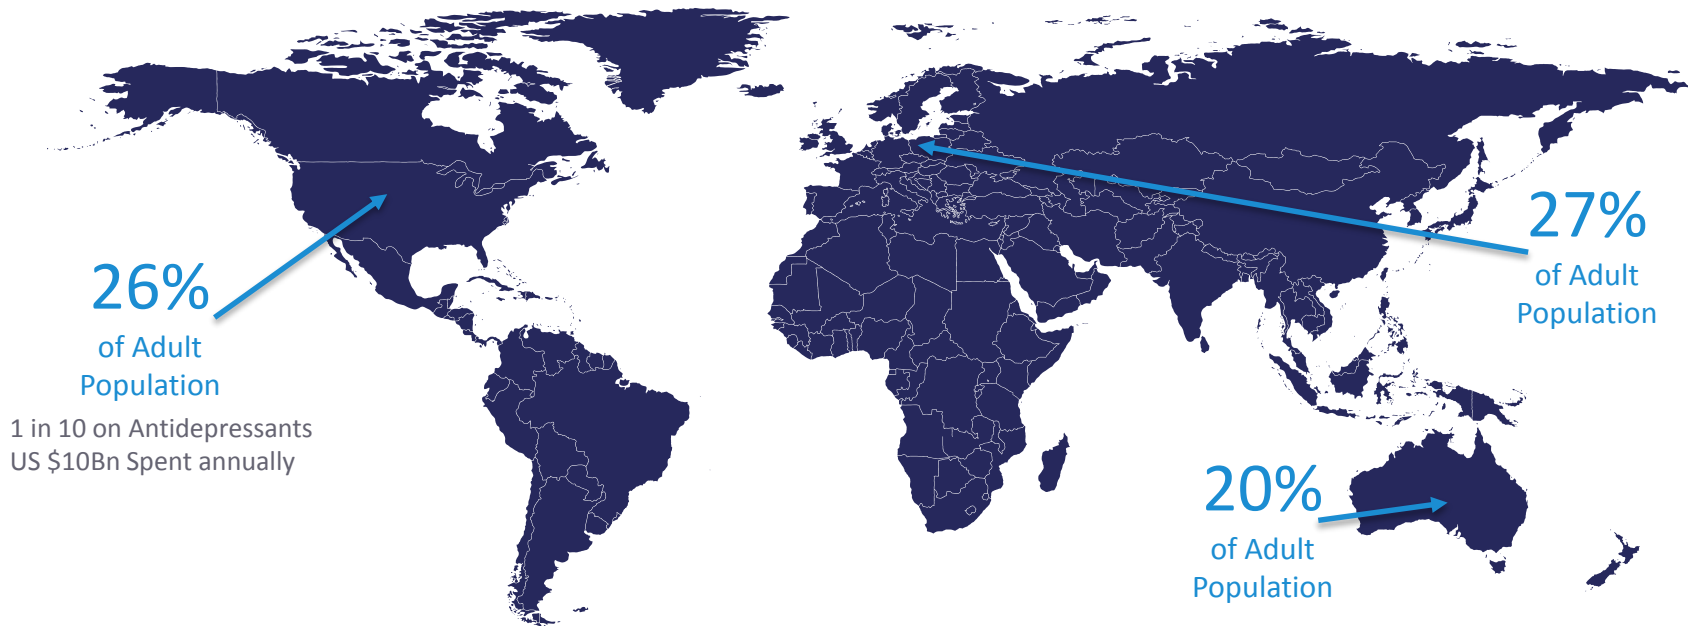 26%
of Adult
Population
1 in 10 on Antidepressants
US $10Bn Spent annually
27%
of Adult
Population
20%
of Adult
Population